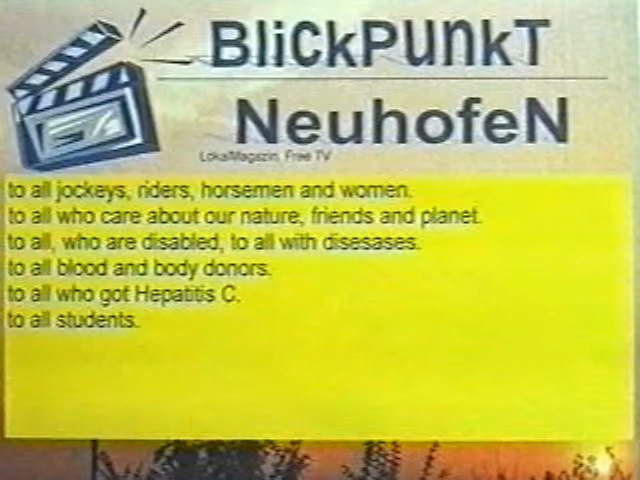 BliCkPUnkT
NeuhofeN
LokalMagazin, Free TV
to all jockeys, riders, horsemen and women.
to all who care about our nature, friends and planet.
to all, who are disabled, to all with disesases.
to all blood and body donors.
to all who got Hepatitis C.
to all students.